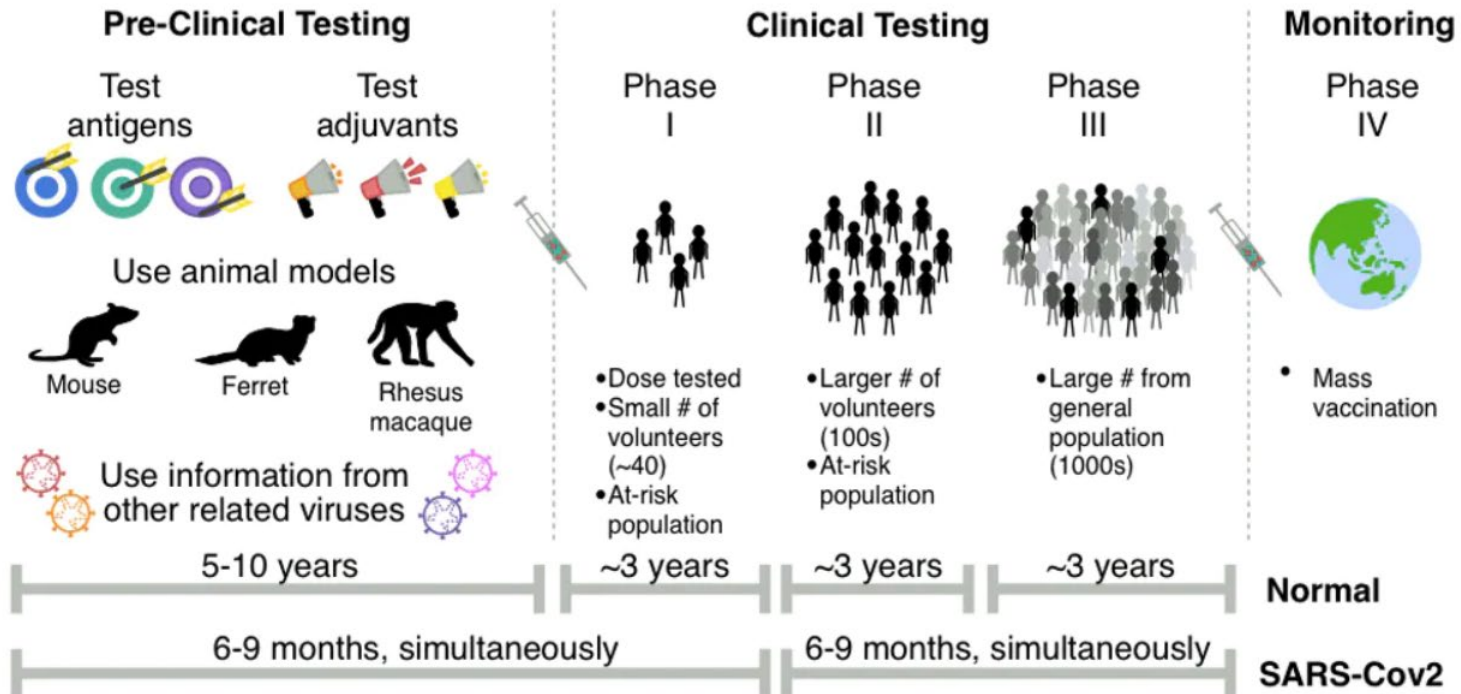 Pre-Clinical Testing
Test
antigens
Test
adjuvants
Use animal models
Mouse
Ferret
Rhesus
macaque
Use information from
other related viruses
Clinical Testing
Phase
I
•Dose tested
•Small # of
volunteers
(~40)
•At-risk
population
Phase
II
•Larger # of
volunteers
(100s)
•At-risk
population
Phase
III
•Large # from
general
population
(1000s)
Monitoring
Phase
IV
• Mass
vaccination
5-10 years
~3 years
~3 years
~3 years
Normal
6-9 months, simultaneously
6-9 months, simultaneously
SARS-Cov2